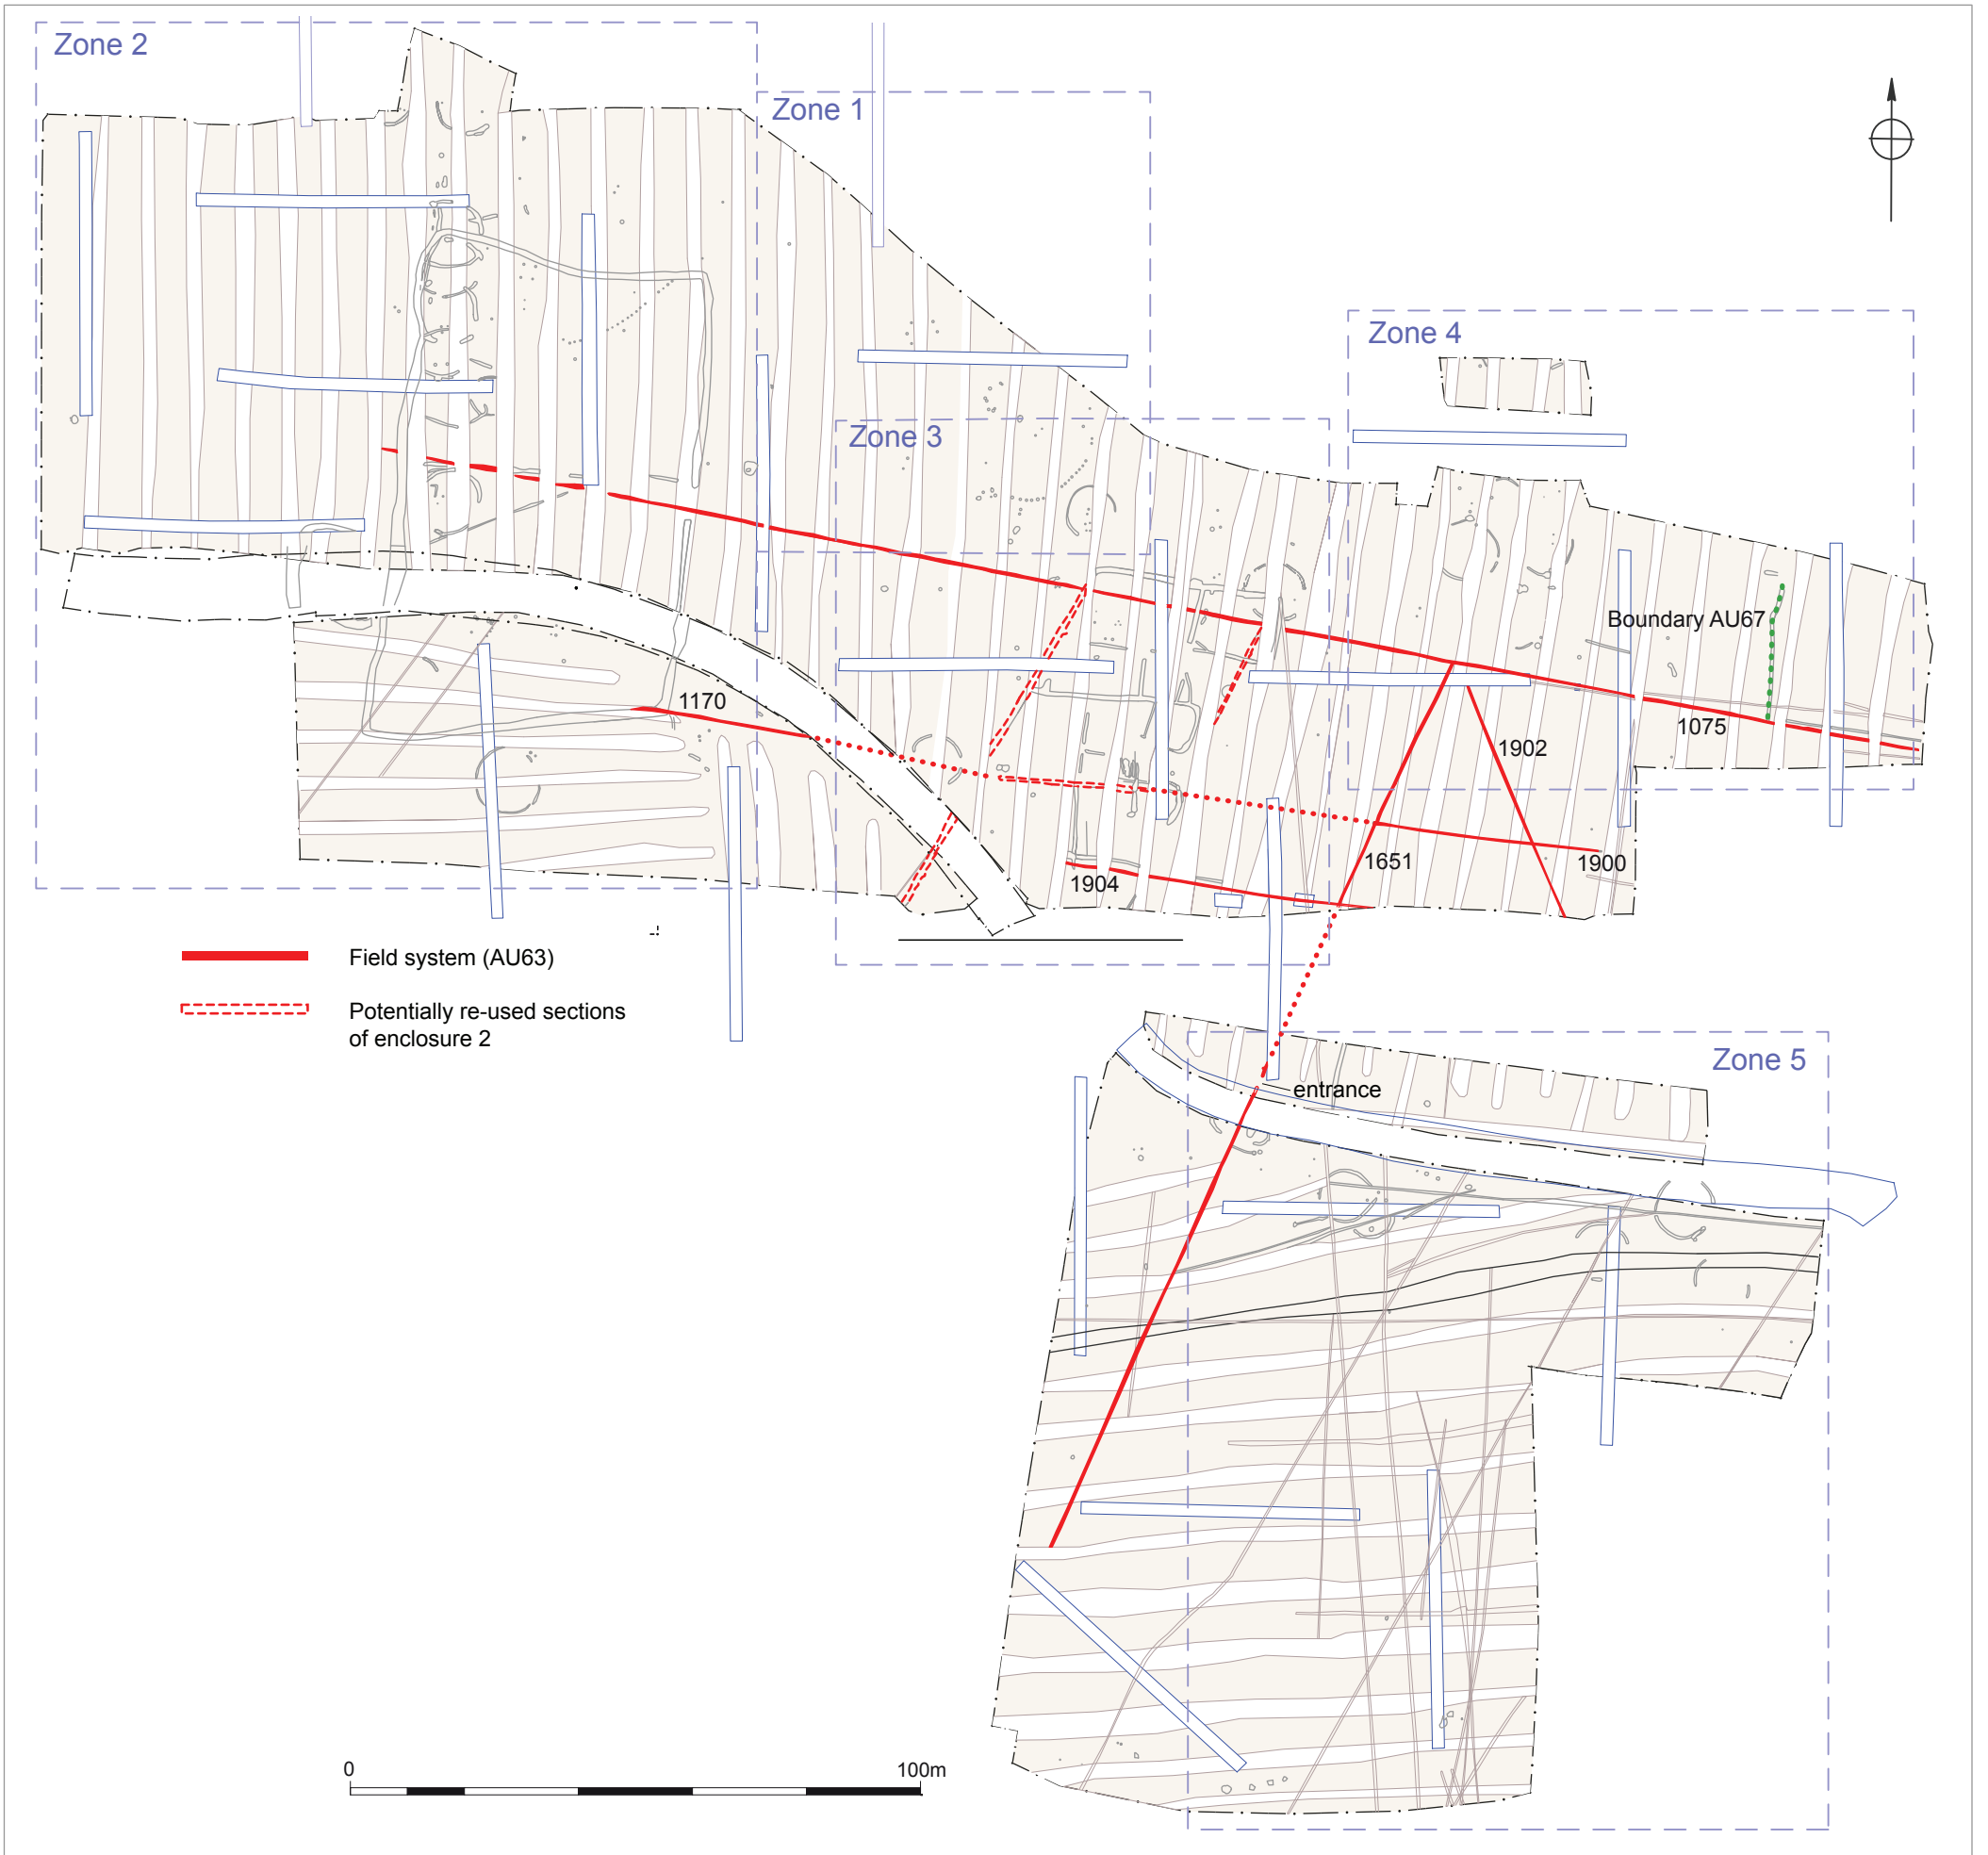 Zone 2
Zone 1
Zone 4
Zone 3
Boundary AU67
1170
1075
1902
1651
1900
1904
Field system (AU63)
Potentially re-used sections
of enclosure 2
Zone 5
entrance
0
100m